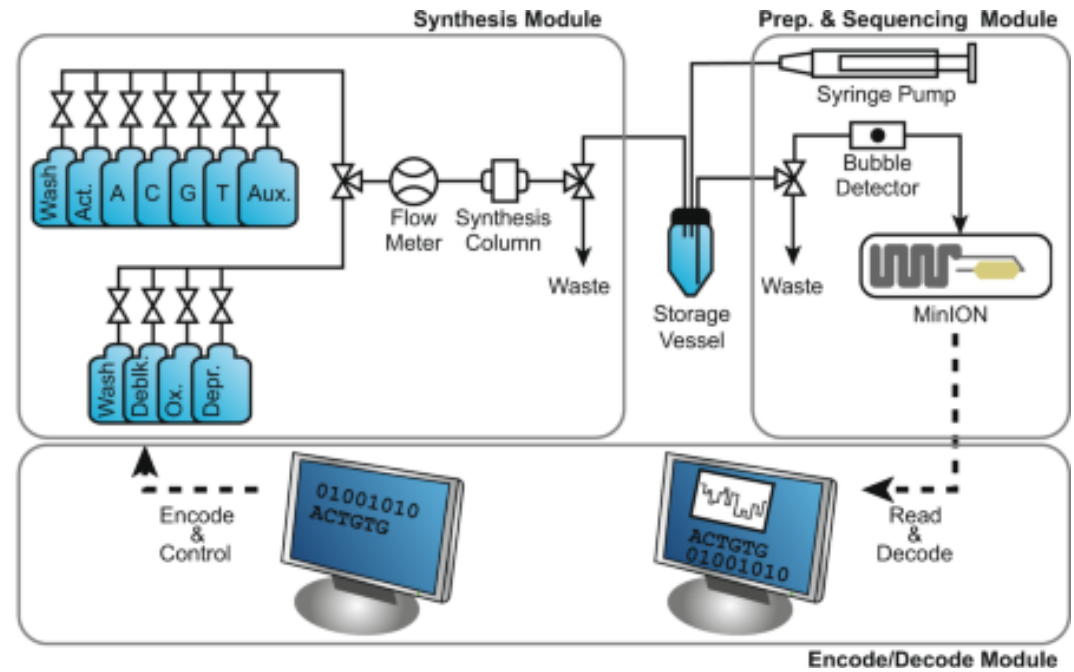 Synthesis Module
Prep. & Sequencing Module
Wash
Act.
A
C
G
T
Aux.
Flow
Meter
Synthesis
Column
Waste
Wash
Deblk.
Ox.
Depr.
Storage
Vessel
Syringe Pump
Bubble
Detector
Waste
MinION
Encode
&
Control
01001010
ACTGTG
ACTGTG
01001010
Read
&
Decode
Encode/Decode Module